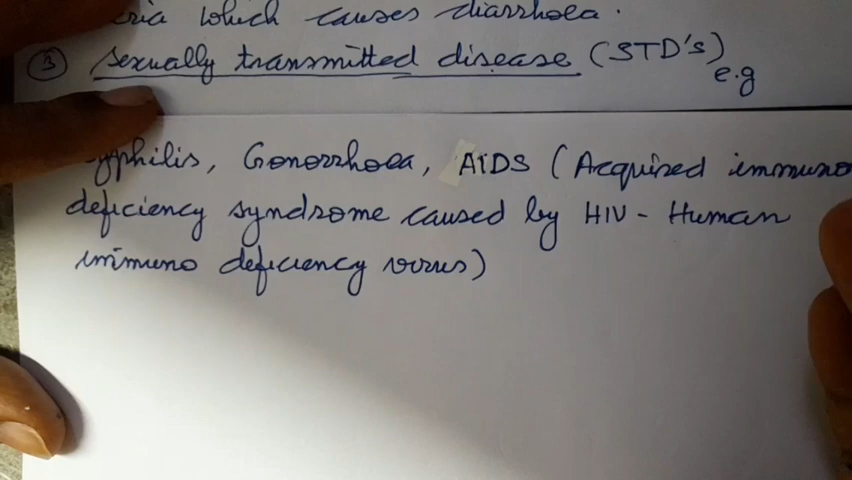 which causes diarrhoea.
3 sexually transmitted disease (STD's)
e.g
Syphilis, Gonorrhoea, AIDS (Acquired immuno
deficiency syndrome caused by HIV - Human
immuno deficiency virus)